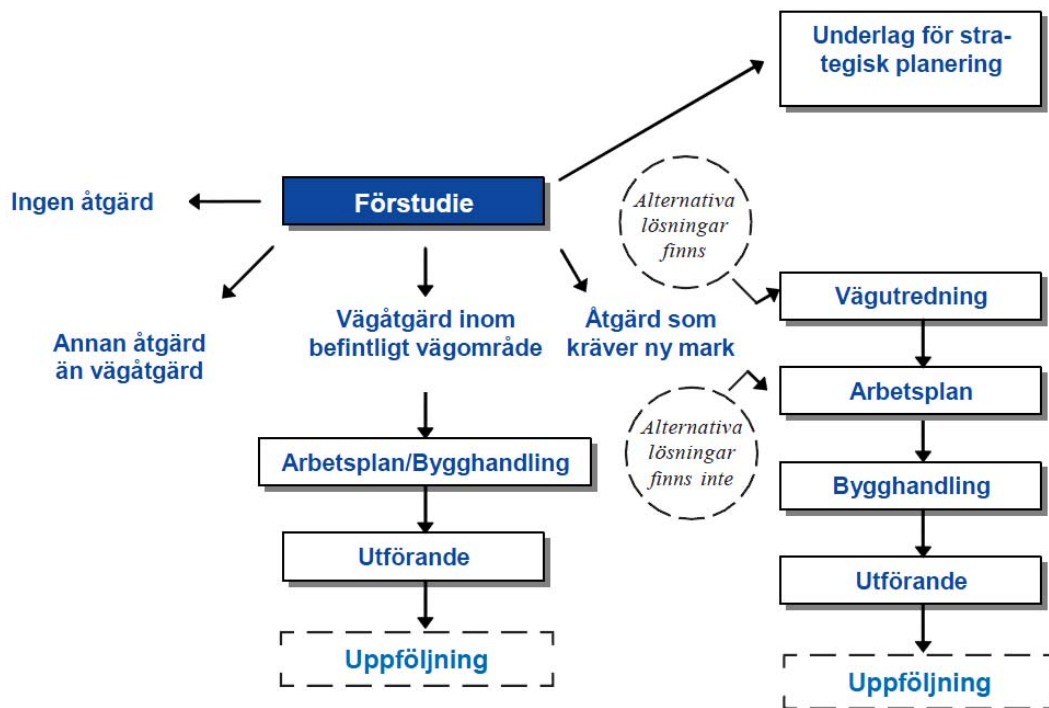 Underlag för stra-
tegisk planering
Ingen åtgärd
Förstudie
Alternativa
lösningar
finns
Annan åtgärd
än vägåtgärd
Vägåtgärd inom
befintligt vägområde
Åtgärd som
kräver ny mark
Vägutredning
Arbetsplan
Alternativa
lösningar
finns inte
Arbetsplan/Bygghandling
Bygghandling
Utförande
Utförande
Uppföljning
Uppföljning